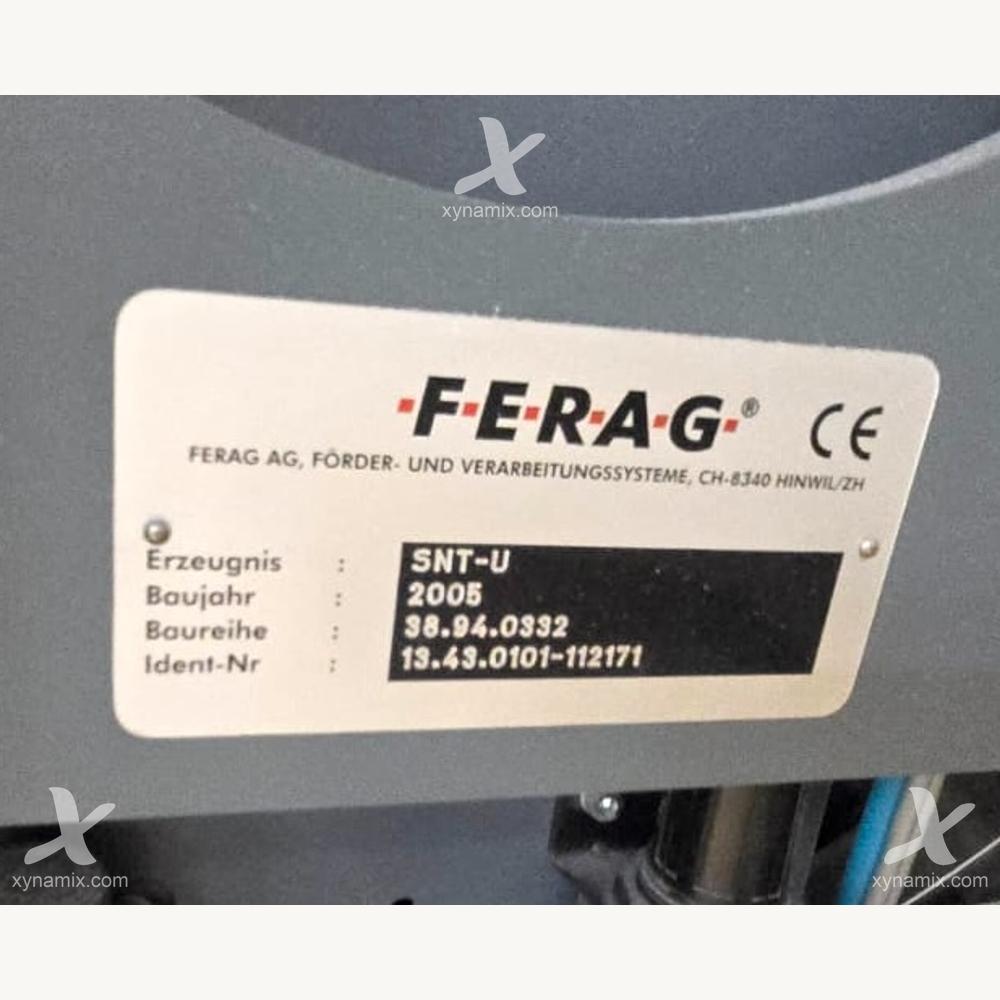 X
xynamix.com
·F·E·R·A·G·® CE
FERAG AG, FÖRDER- UND VERARBEITUNGSSYSTEME, CH-8340 HINWIL/ZH
Erzeugnis : SNT-U
Baujahr : 2005
Baureihe : 38.94.0332
Ident-Nr : 13.43.0101-112171
X
xynamix.com
X
xynamix.com